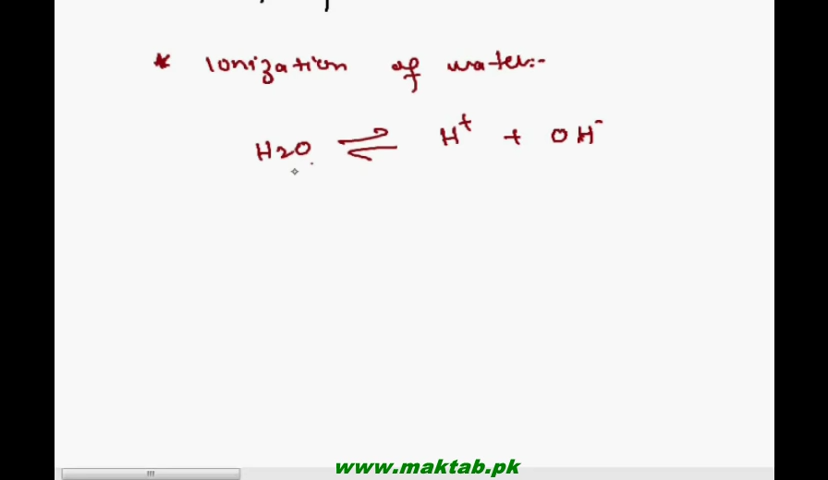 * Ionization of water:-
H2O ⇌ H⁺ + OH⁻
www.maktab.pk